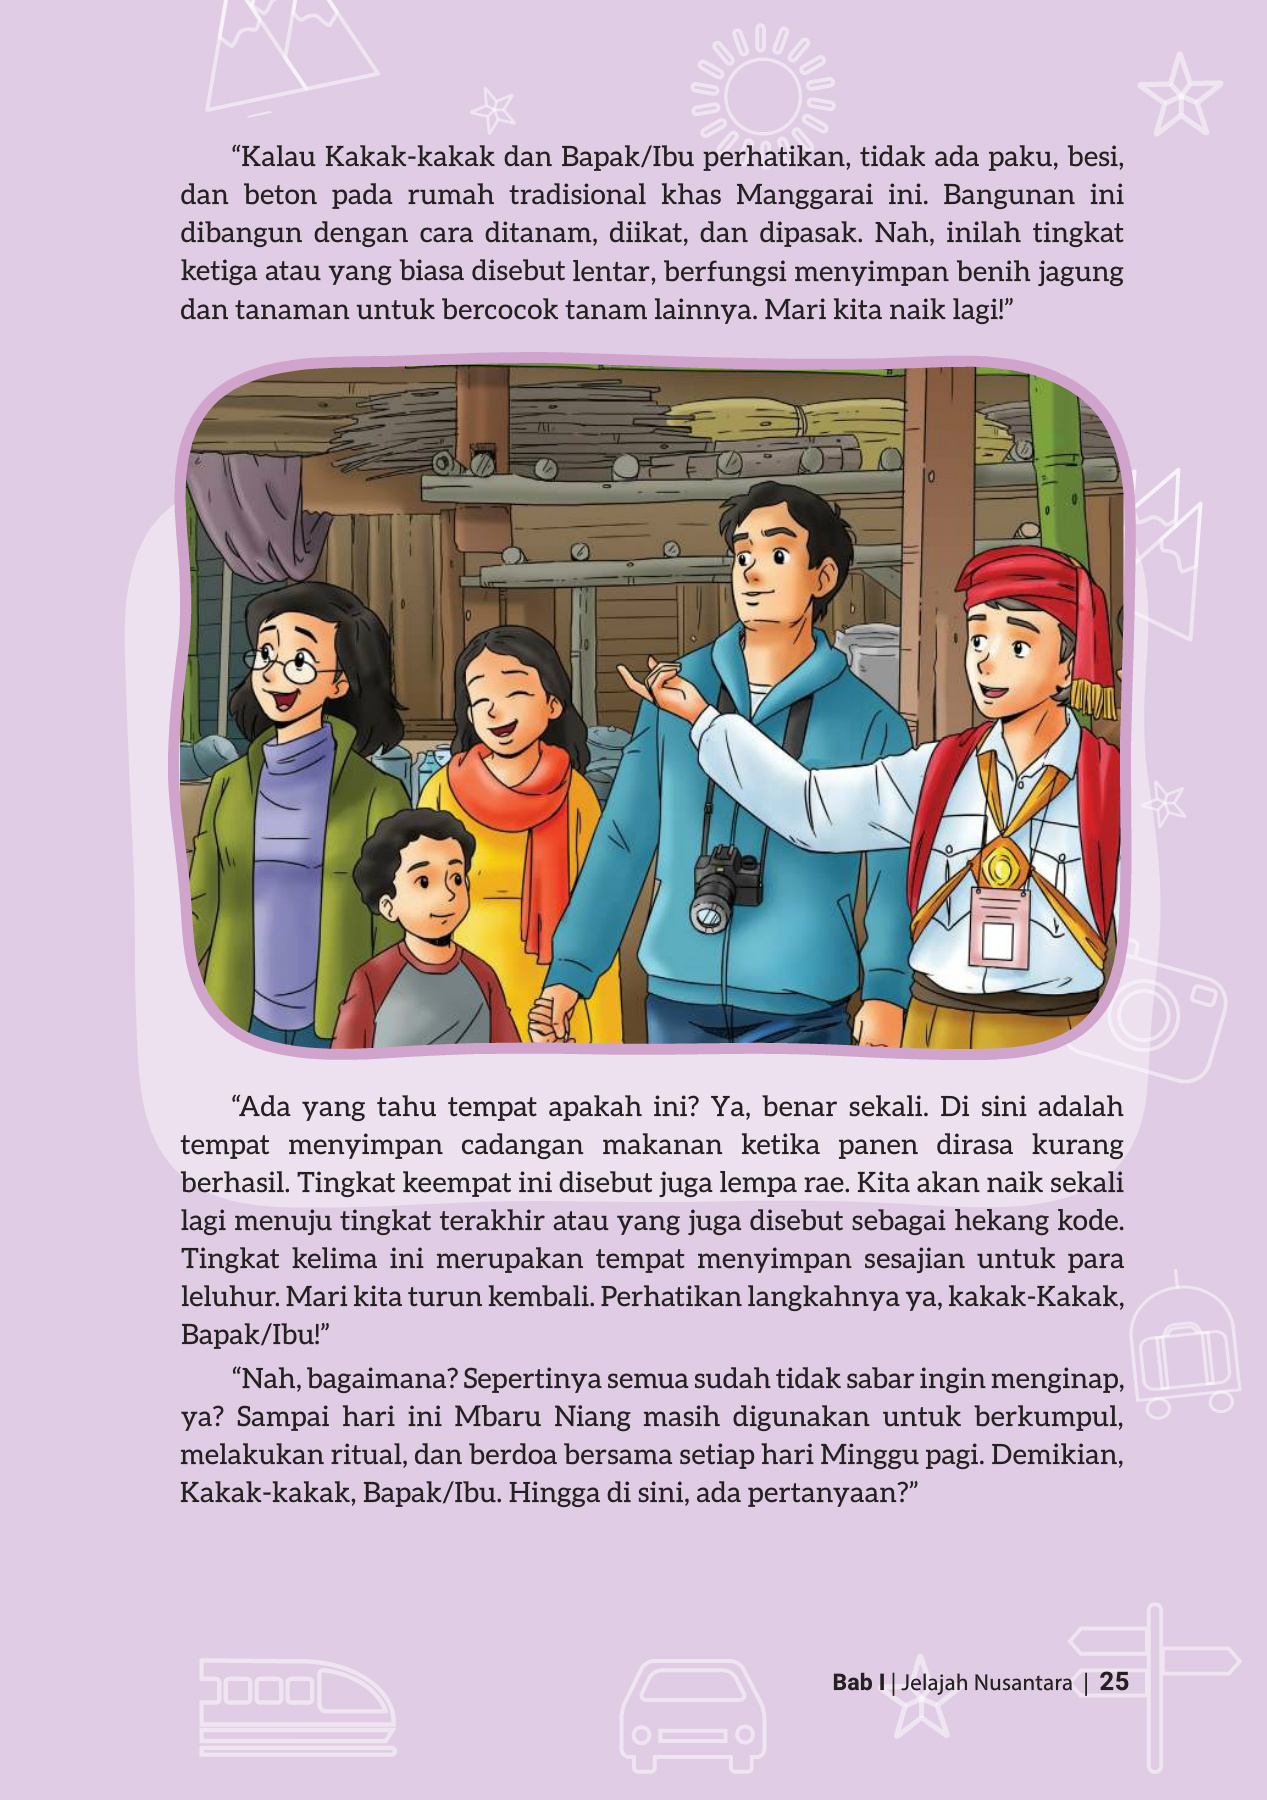 “Kalau Kakak-kakak dan Bapak/Ibu perhatikan, tidak ada paku, besi,
dan beton pada rumah tradisional khas Manggarai ini. Bangunan ini
dibangun dengan cara ditanam, diikat, dan dipasak. Nah, inilah tingkat
ketiga atau yang biasa disebut lentar, berfungsi menyimpan benih jagung
dan tanaman untuk bercocok tanam lainnya. Mari kita naik lagi!”
“Ada yang tahu tempat apakah ini? Ya, benar sekali. Di sini adalah
tempat menyimpan cadangan makanan ketika panen dirasa kurang
berhasil. Tingkat keempat ini disebut juga lempa rae. Kita akan naik sekali
lagi menuju tingkat terakhir atau yang juga disebut sebagai hekang kode.
Tingkat kelima ini merupakan tempat menyimpan sesajian untuk para
leluhur. Mari kita turun kembali. Perhatikan langkahnya ya, kakak-Kakak,
Bapak/Ibu!”
“Nah, bagaimana? Sepertinya semua sudah tidak sabar ingin menginap,
ya? Sampai hari ini Mbaru Niang masih digunakan untuk berkumpul,
melakukan ritual, dan berdoa bersama setiap hari Minggu pagi. Demikian,
Kakak-kakak, Bapak/Ibu. Hingga di sini, ada pertanyaan?”
Bab I | Jelajah Nusantara | 25